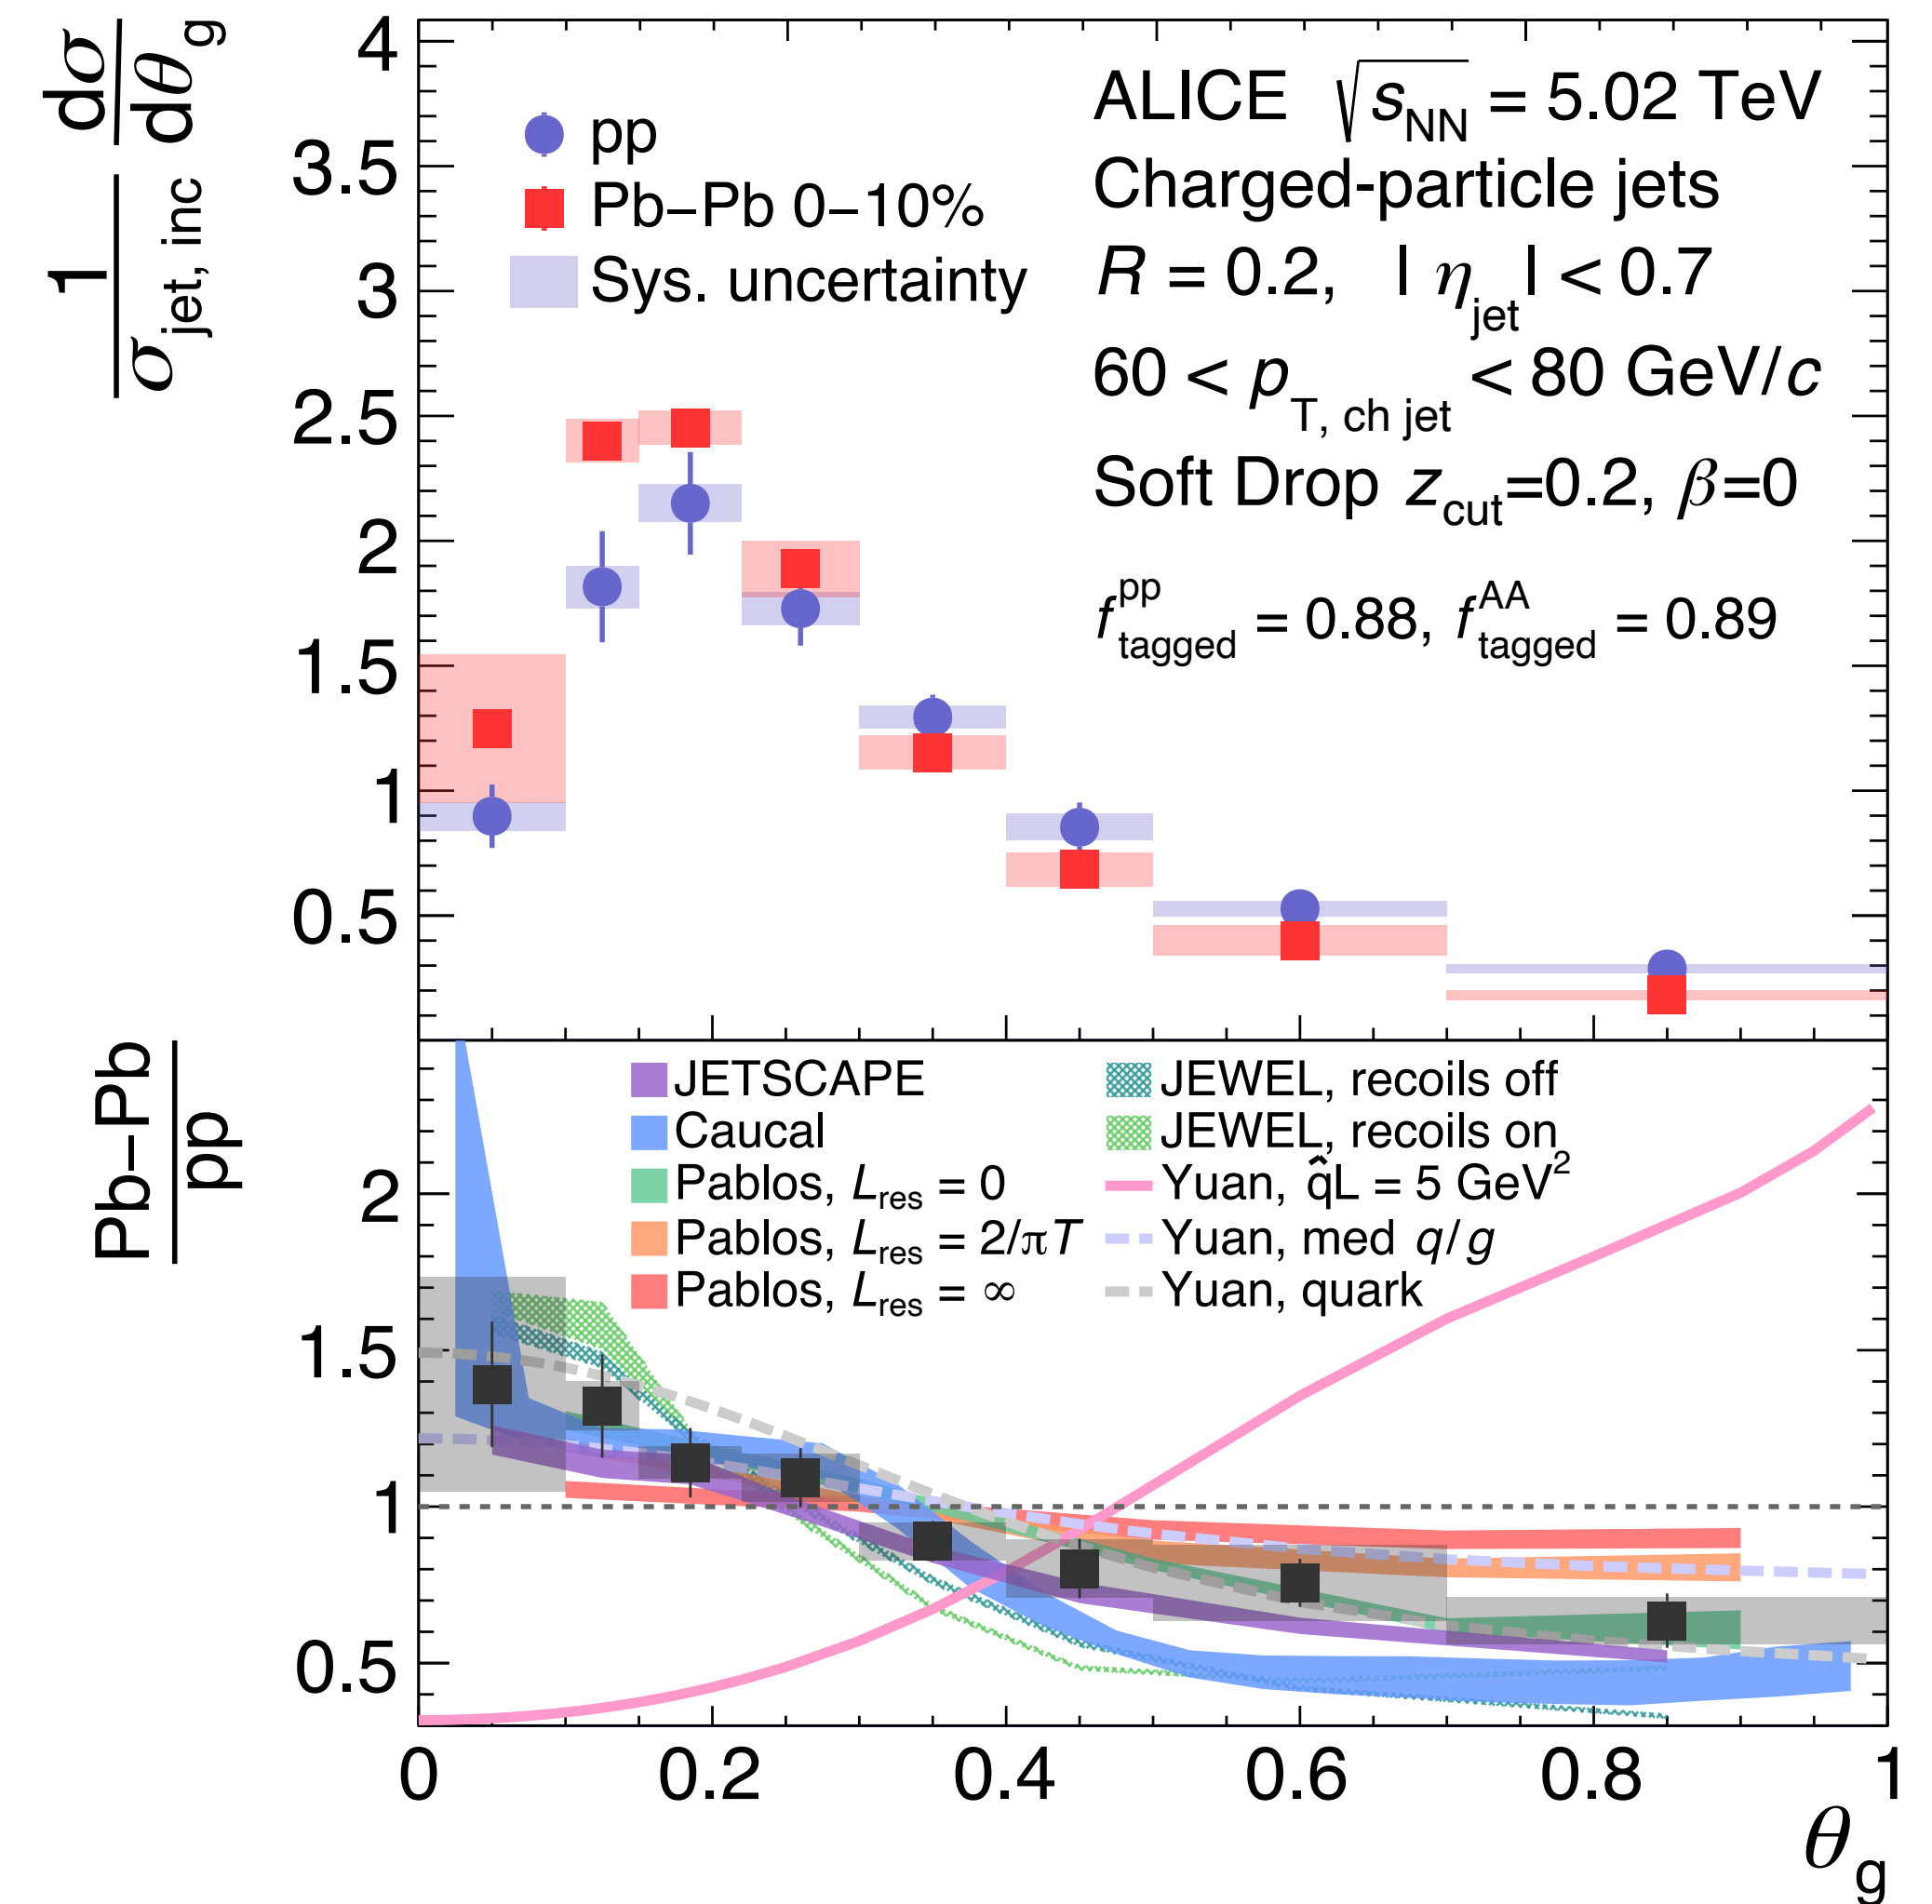 1/σ_jet, inc dσ/dθ_g
4
3.5
3
2.5
2
1.5
1
0.5
pp
Pb–Pb 0–10%
Sys. uncertainty
ALICE √s_NN = 5.02 TeV
Charged-particle jets
R = 0.2, | η_jet | < 0.7
60 < p_T, ch jet < 80 GeV/c
Soft Drop z_cut=0.2, β=0
f^pp_tagged = 0.88, f^AA_tagged = 0.89
Pb–Pb/pp
2
1.5
1
0.5
JETSCAPE
Caucal
Pablos, L_res = 0
Pablos, L_res = 2/πT
Pablos, L_res = ∞
JEWEL, recoils off
JEWEL, recoils on
Yuan, q̂L = 5 GeV²
Yuan, med q/g
Yuan, quark
0 0.2 0.4 0.6 0.8 1
θ_g